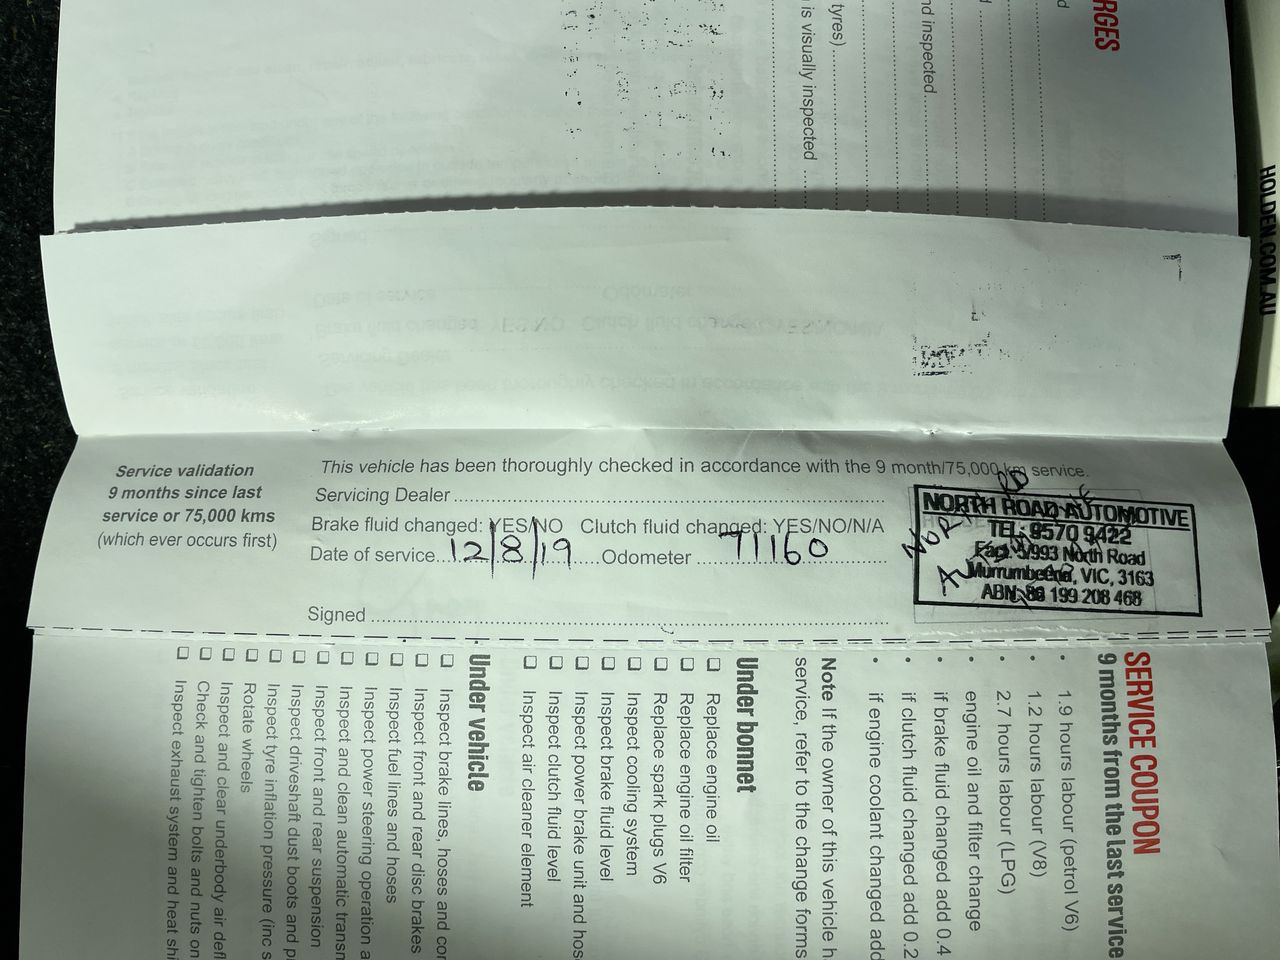 RGES
d
nd inspected
tyres)
is visually inspected
HOLDEN.COM.AU
Service validation
9 months since last
service or 75,000 kms
(which ever occurs first)
This vehicle has been thoroughly checked in accordance with the 9 month/75,000 km service.
Servicing Dealer
Brake fluid changed: YES/NO Clutch fluid changed: YES/NO/N/A
Date of service 12/8/19 Odometer 71160
Signed
NORTH ROAD AUTOMOTIVE
TEL: 9570 9422
993 North Road
Murrumbeena, VIC, 3163
ABN 199 208 468
SERVICE COUPON
9 months from the last service
• 1.9 hours labour (petrol V6)
• 1.2 hours labour (V8)
• 2.7 hours labour (LPG)
• engine oil and filter change
• if brake fluid changed add 0.4
• if clutch fluid changed add 0.2
• if engine coolant changed add
Note If the owner of this vehicle h
service, refer to the change forms
Under bonnet
❑ Replace engine oil
❑ Replace engine oil filter
❑ Replace spark plugs V6
❑ Inspect cooling system
❑ Inspect brake fluid level
❑ Inspect power brake unit and hos
❑ Inspect clutch fluid level
❑ Inspect air cleaner element
Under vehicle
❑ Inspect brake lines, hoses and cor
❑ Inspect front and rear disc brakes
❑ Inspect fuel lines and hoses
❑ Inspect power steering operation a
❑ Inspect and clean automatic transn
❑ Inspect front and rear suspension
❑ Inspect driveshaft dust boots and p
❑ Inspect tyre inflation pressure (inc s
❑ Rotate wheels
❑ Inspect and clear underbody air defl
❑ Check and tighten bolts and nuts on
❑ Inspect exhaust system and heat shi